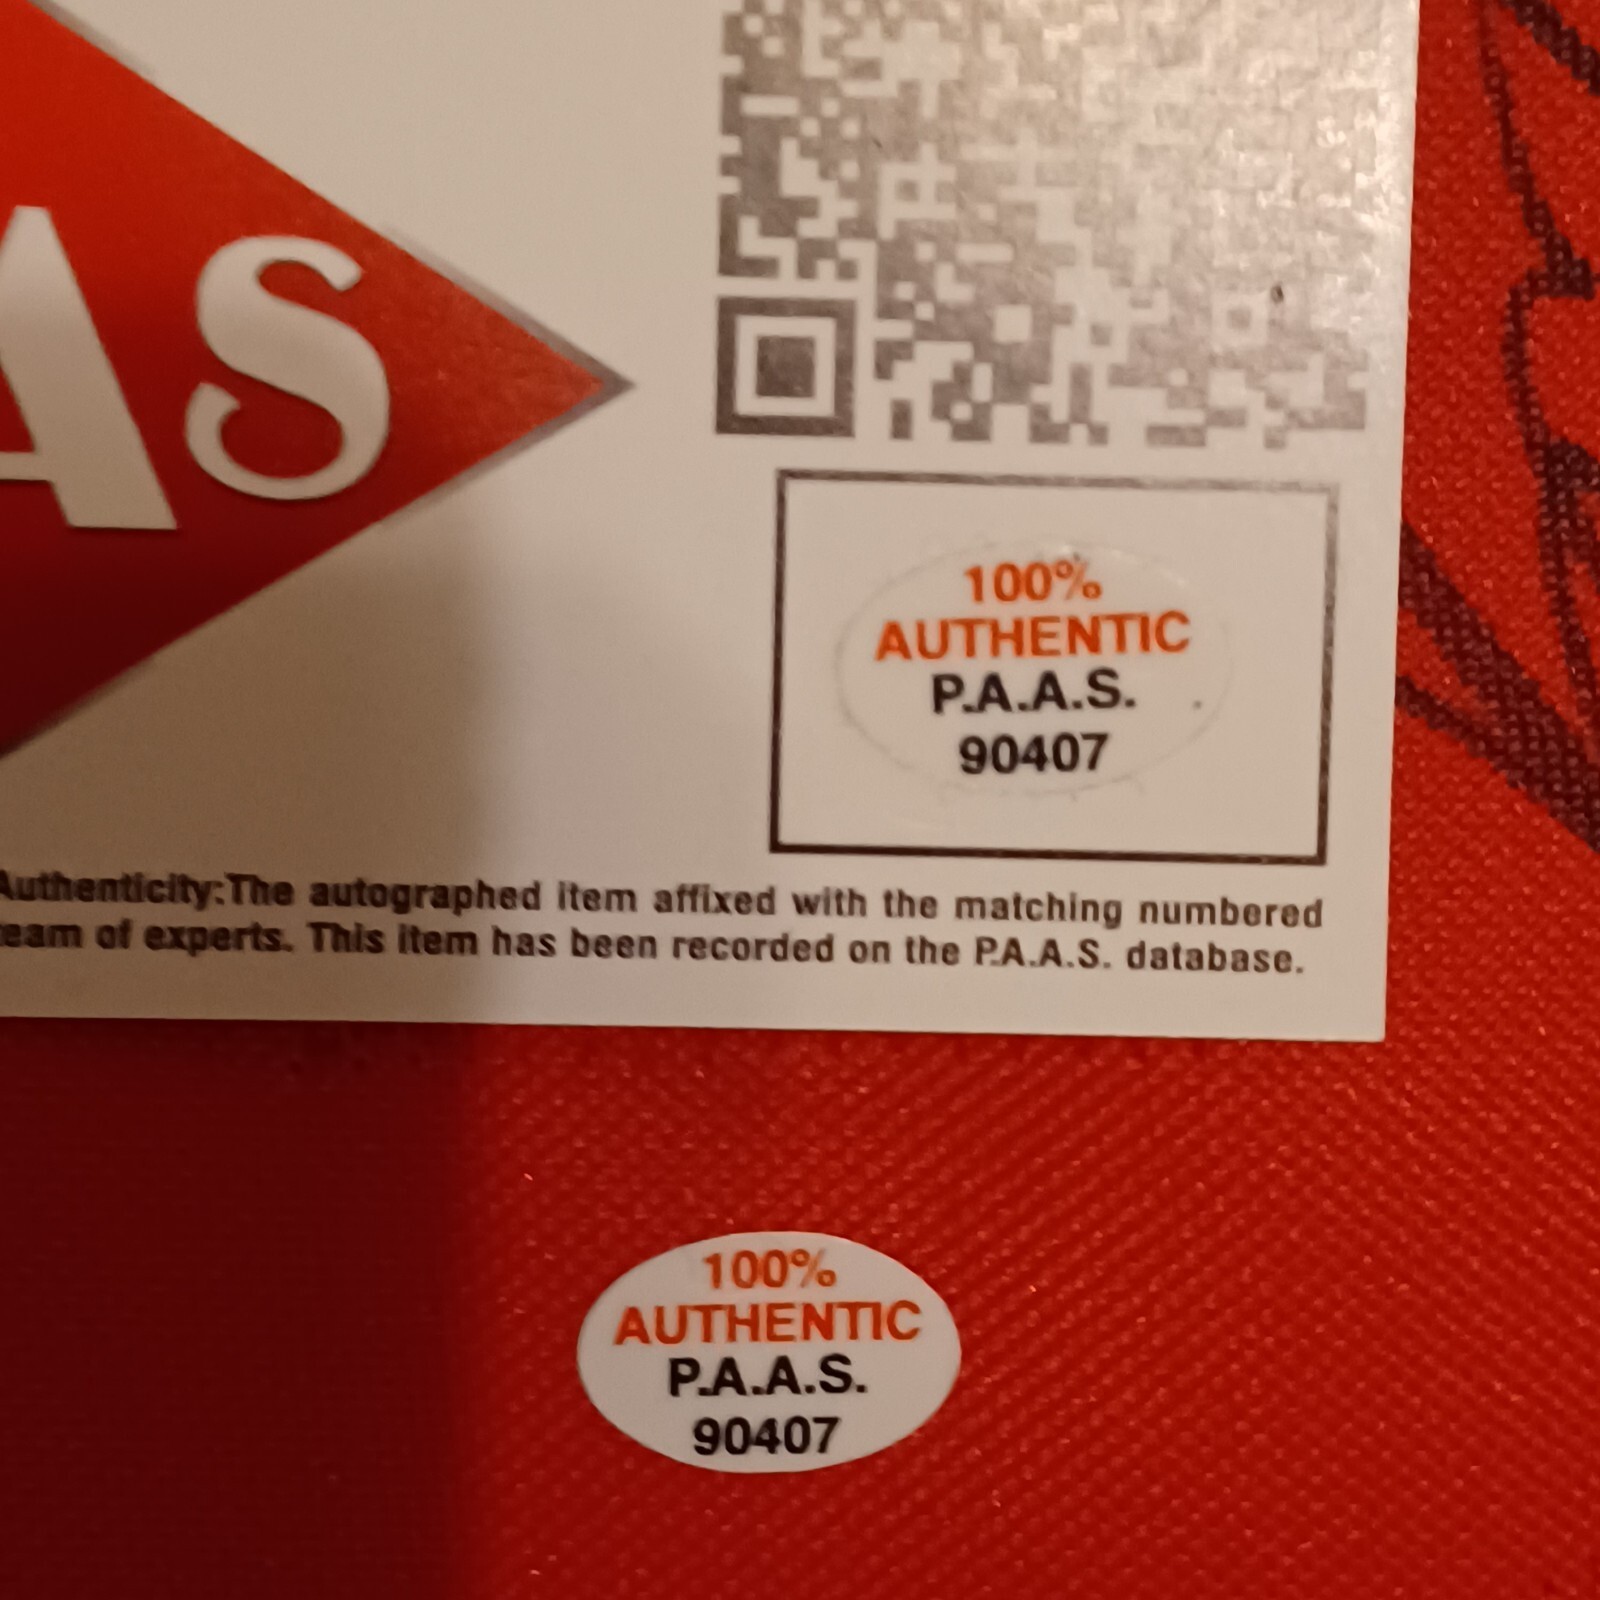 AS
100%
AUTHENTIC
P.A.A.S.
90407
Authenticity:The autographed item affixed with the matching numbered
team of experts. This item has been recorded on the P.A.A.S. database.
100%
AUTHENTIC
P.A.A.S.
90407